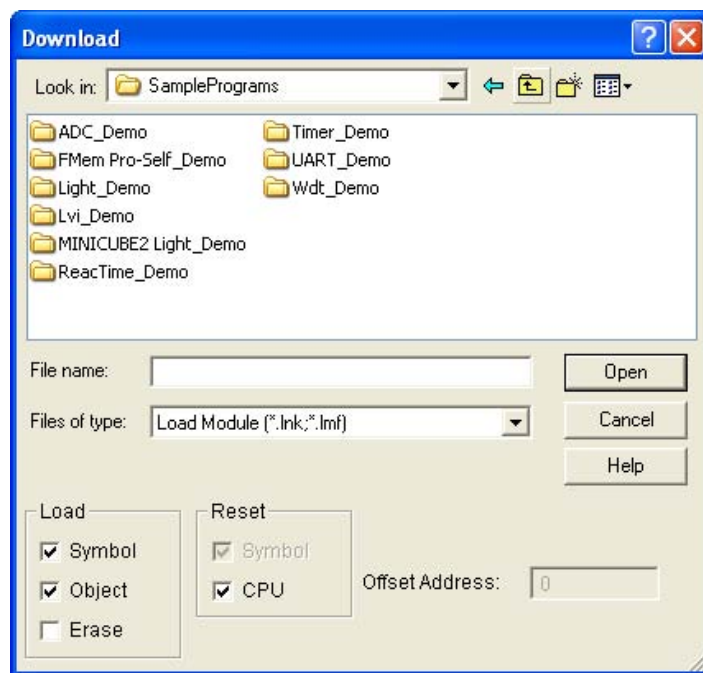 Download
Look in: SamplePrograms
ADC_Demo
FMem Pro-Self_Demo
Light_Demo
Lvi_Demo
MINICUBE2 Light_Demo
ReacTime_Demo
Timer_Demo
UART_Demo
Wdt_Demo
File name:
Open
Files of type: Load Module (*.lnk;*.lmf)
Cancel
Help
Load
Symbol
Object
Erase
Reset
Symbol
CPU
Offset Address: 0